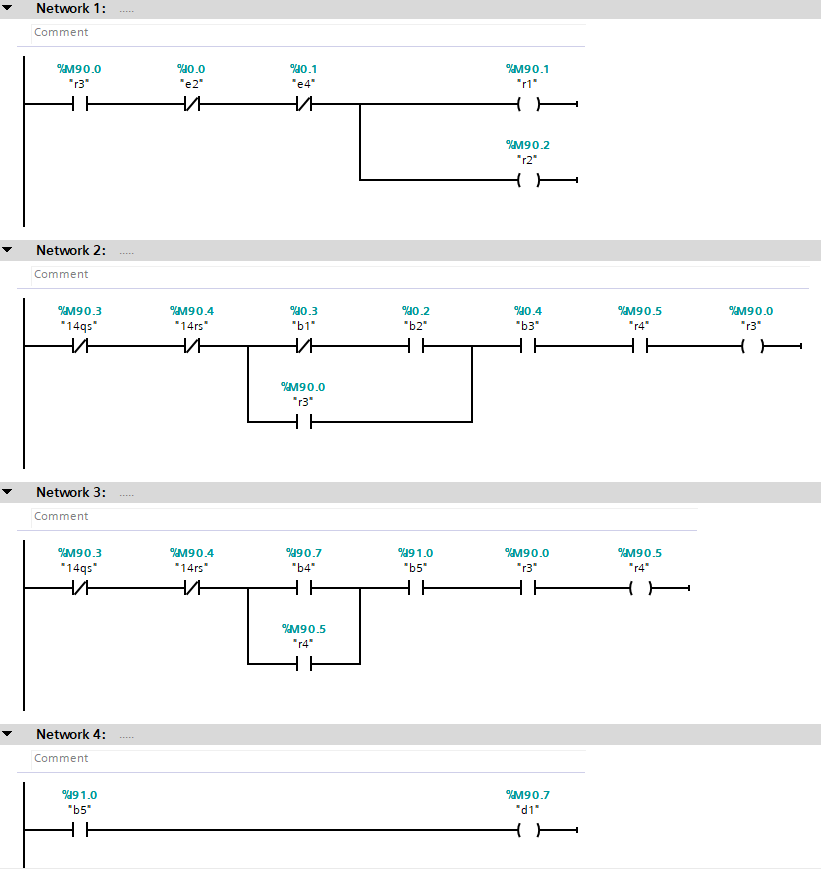 Network 1: .....
Comment
%M90.0 %I0.0 %I0.1 %M90.1
"r3" "e2" "e4" "r1"
%M90.2
"r2"
Network 2: .....
Comment
%M90.3 %M90.4 %I0.3 %I0.2 %I0.4 %M90.5 %M90.0
"14qs" "14rs" "b1" "b2" "b3" "r4" "r3"
%M90.0
"r3"
Network 3: .....
Comment
%M90.3 %M90.4 %I90.7 %I91.0 %M90.0 %M90.5
"14qs" "14rs" "b4" "b5" "r3" "r4"
%M90.5
"r4"
Network 4: .....
Comment
%I91.0 %M90.7
"b5" "d1"